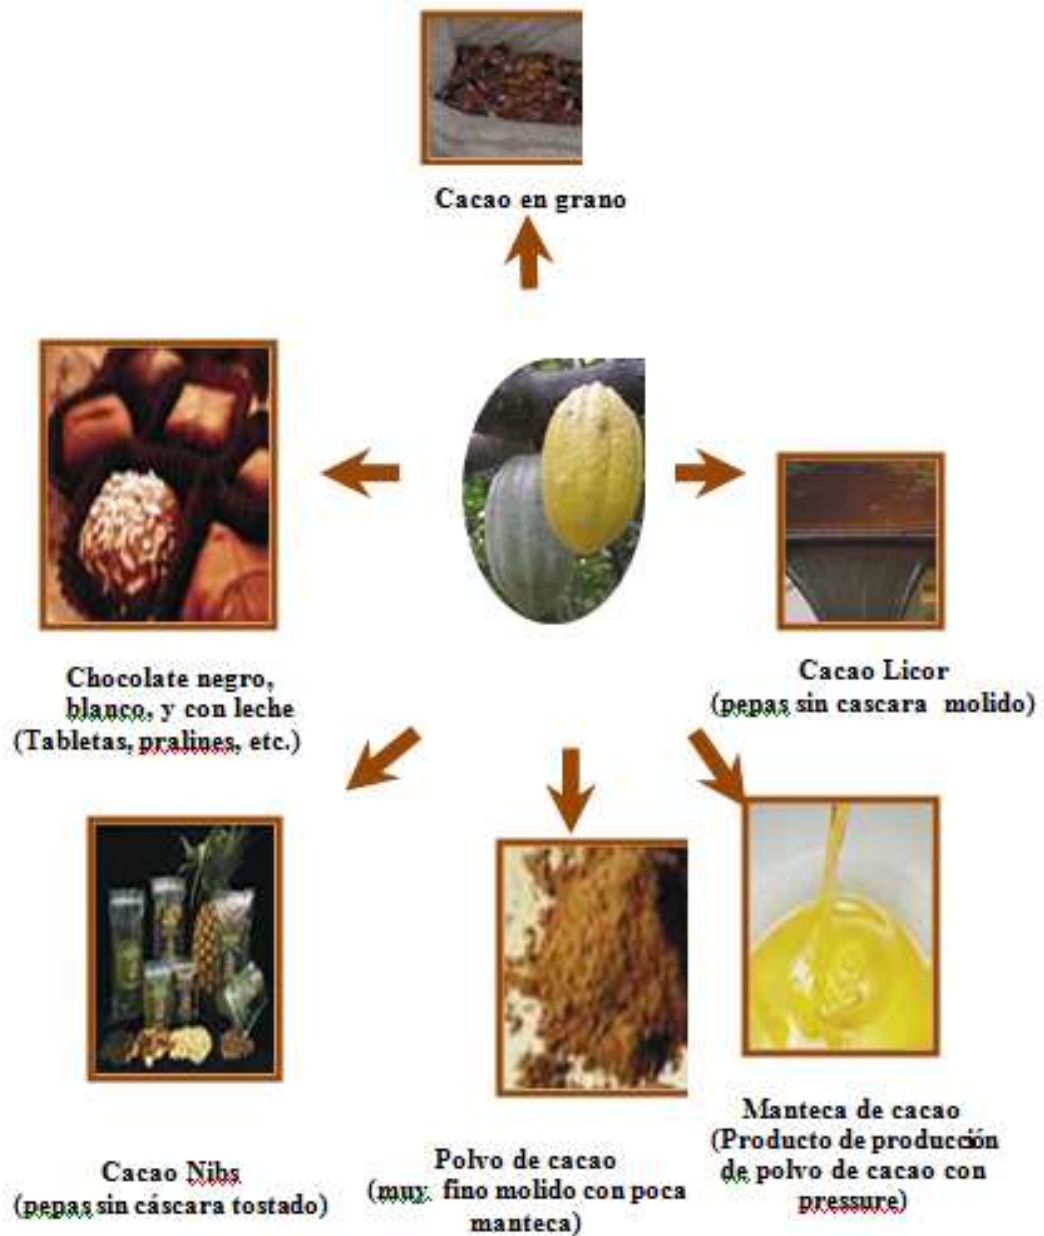 Cacao en grano
Chocolate negro,
blanco, y con leche
(Tabletas, pralines, etc.)
Cacao Licor
(pepas sin cascara molido)
Cacao Nibs
(pepas sin cáscara tostado)
Polvo de cacao
(muy fino molido con poca
manteca)
Manteca de cacao
(Producto de producción
de polvo de cacao con
pressure)